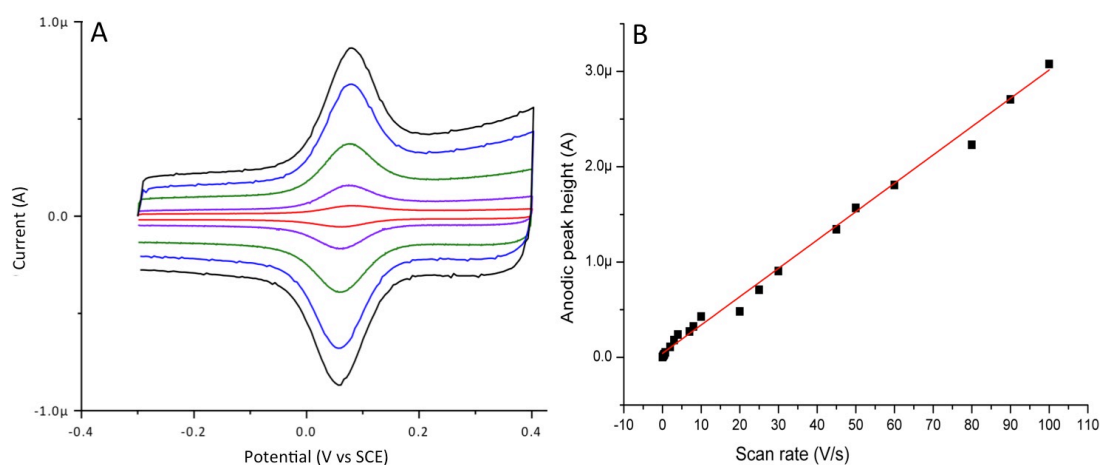 A
1.0µ
0.0
-1.0µ
Current (A)
-0.4
-0.2
0.0
0.2
0.4
Potential (V vs SCE)
B
3.0µ
2.0µ
1.0µ
0.0
Anodic peak height (A)
-10 0 10 20 30 40 50 60 70 80 90 100 110
Scan rate (V/s)